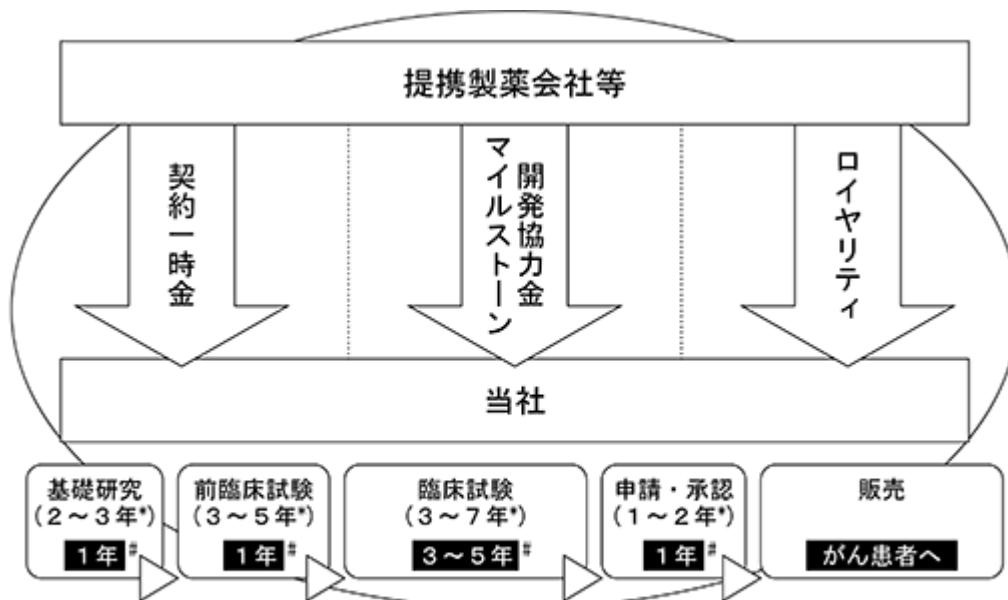 提携製薬会社等
契約一時金
開発協力金
マイルストーン
ロイヤリティ
当社
基礎研究
(2～3年*)
1年#
前臨床試験
(3～5年*)
1年#
臨床試験
(3～7年*)
3～5年#
申請・承認
(1～2年*)
1年#
販売
がん患者へ